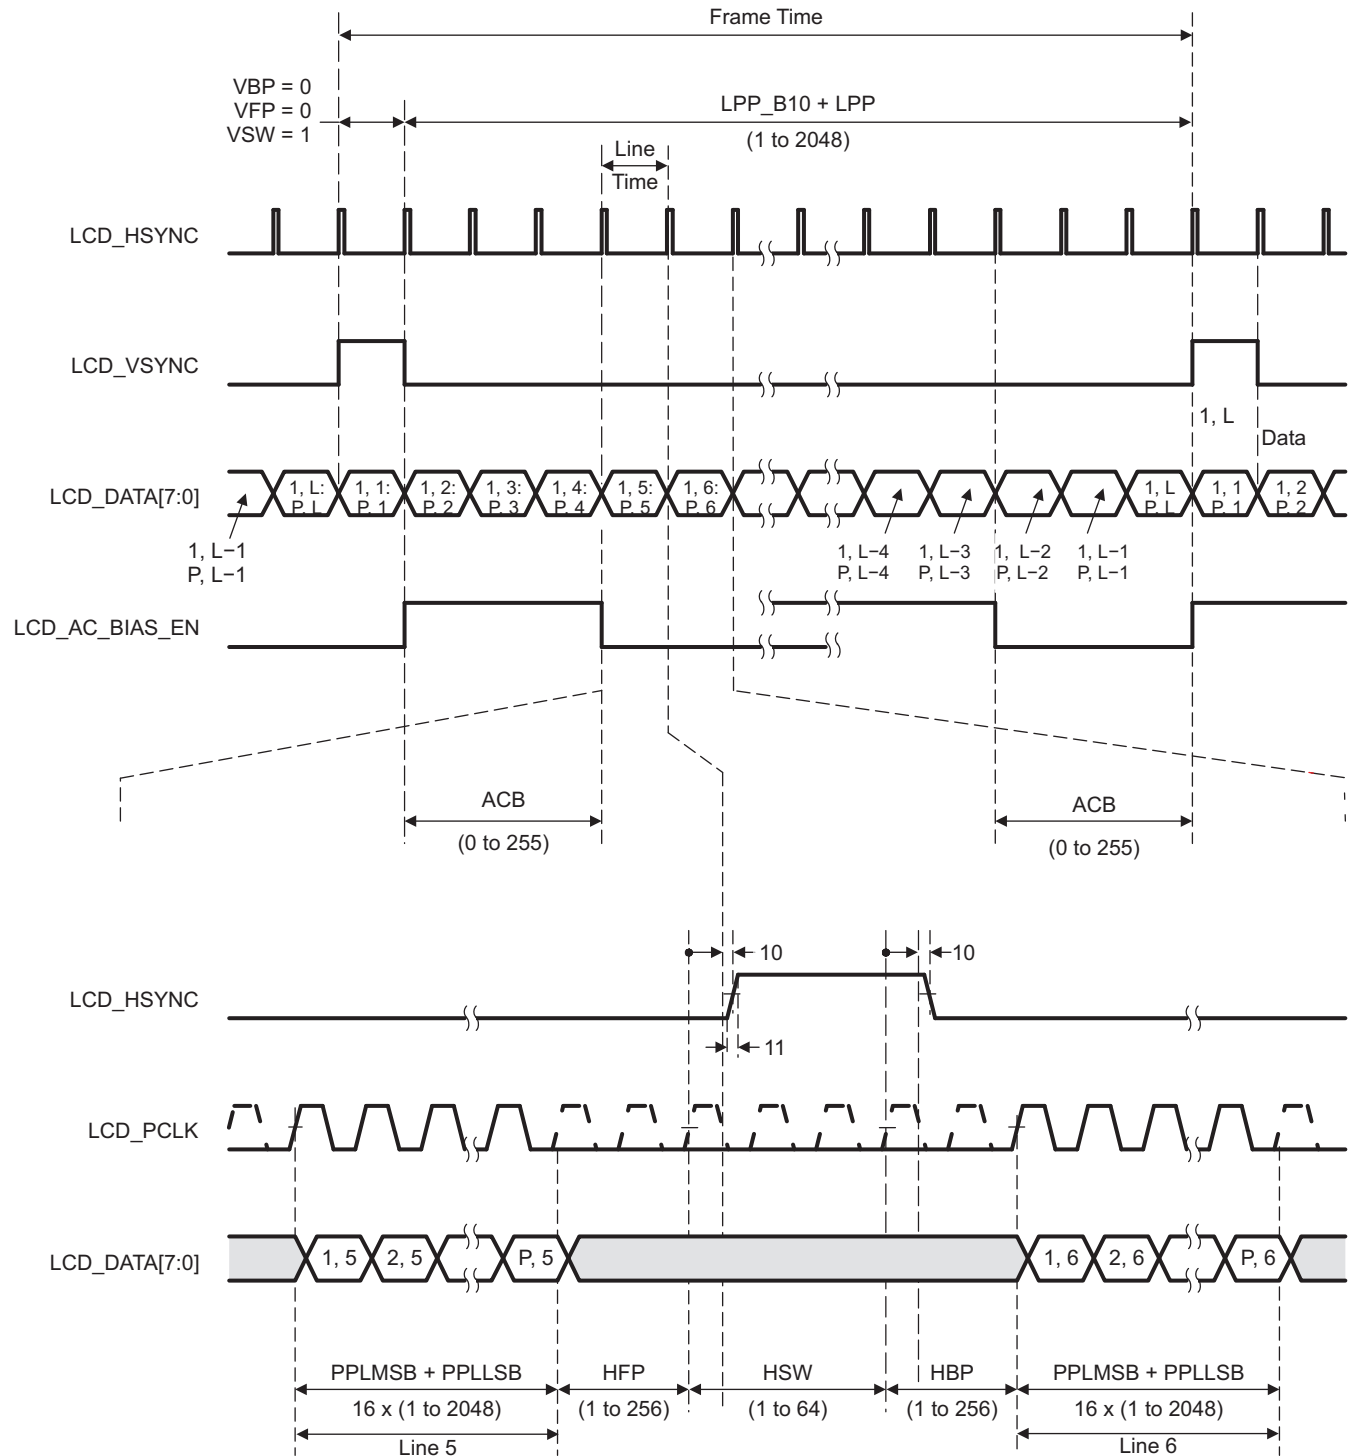 Frame Time
VBP = 0
VFP = 0
VSW = 1
LPP_B10 + LPP
(1 to 2048)
Line
Time
LCD_HSYNC
LCD_VSYNC
1, L
Data
LCD_DATA[7:0]
1, L: 1, 1: 1, 2: 1, 3: 1, 4: 1, 5: 1, 6: 1, L 1, 1 1, 2
P, L P, 1 P, 2 P, 3 P, 4 P, 5 P, 6 P, L P, 1 P, 2
1, L−1 1, L−4 1, L−3 1, L−2 1, L−1
P, L−1 P, L−4 P, L−3 P, L−2 P, L−1
LCD_AC_BIAS_EN
ACB ACB
(0 to 255) (0 to 255)
10 10
LCD_HSYNC
11
LCD_PCLK
LCD_DATA[7:0]
1, 5 2, 5 P, 5 1, 6 2, 6 P, 6
PPLMSB + PPLLSB HFP HSW HBP PPLMSB + PPLLSB
16 x (1 to 2048) (1 to 256) (1 to 64) (1 to 256) 16 x (1 to 2048)
Line 5 Line 6